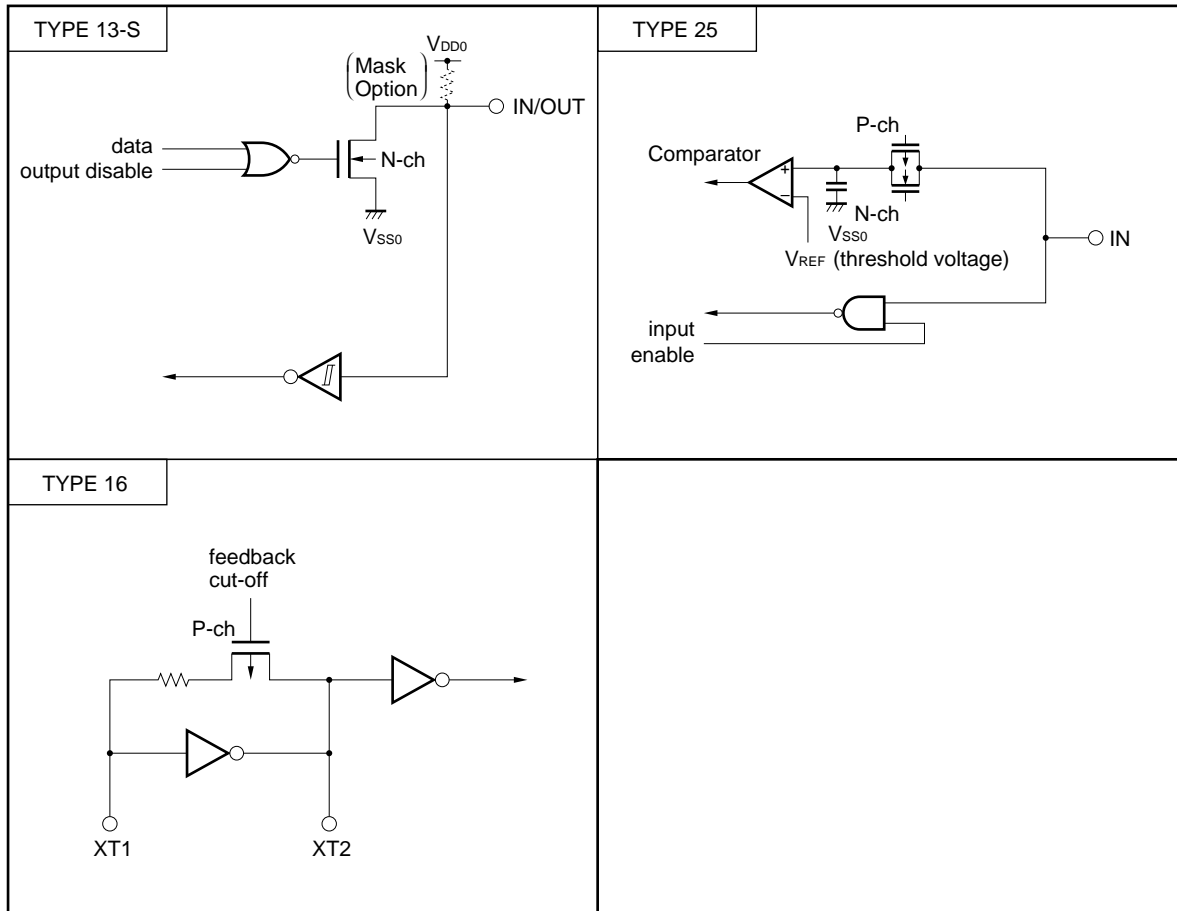 TYPE 13-S
VDD0
(Mask
Option)
IN/OUT
data
output disable
N-ch
VSS0
TYPE 25
P-ch
Comparator
+
−
N-ch
VSS0
VREF (threshold voltage)
IN
input
enable
TYPE 16
feedback
cut-off
P-ch
XT1
XT2